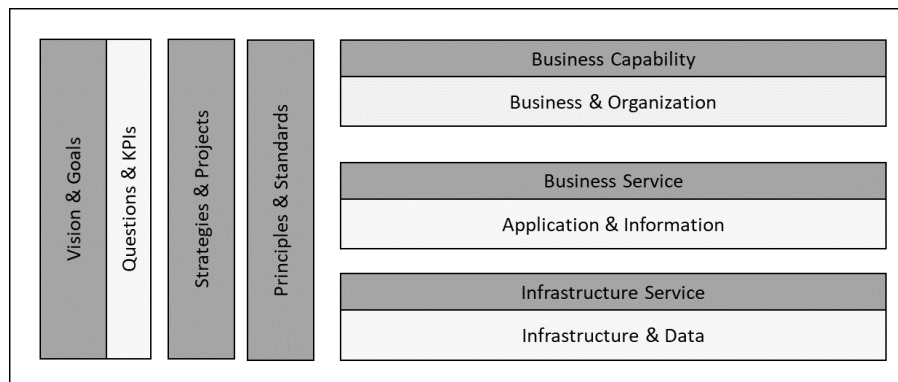 Vision & Goals
Questions & KPIs
Strategies & Projects
Principles & Standards
Business Capability
Business & Organization
Business Service
Application & Information
Infrastructure Service
Infrastructure & Data